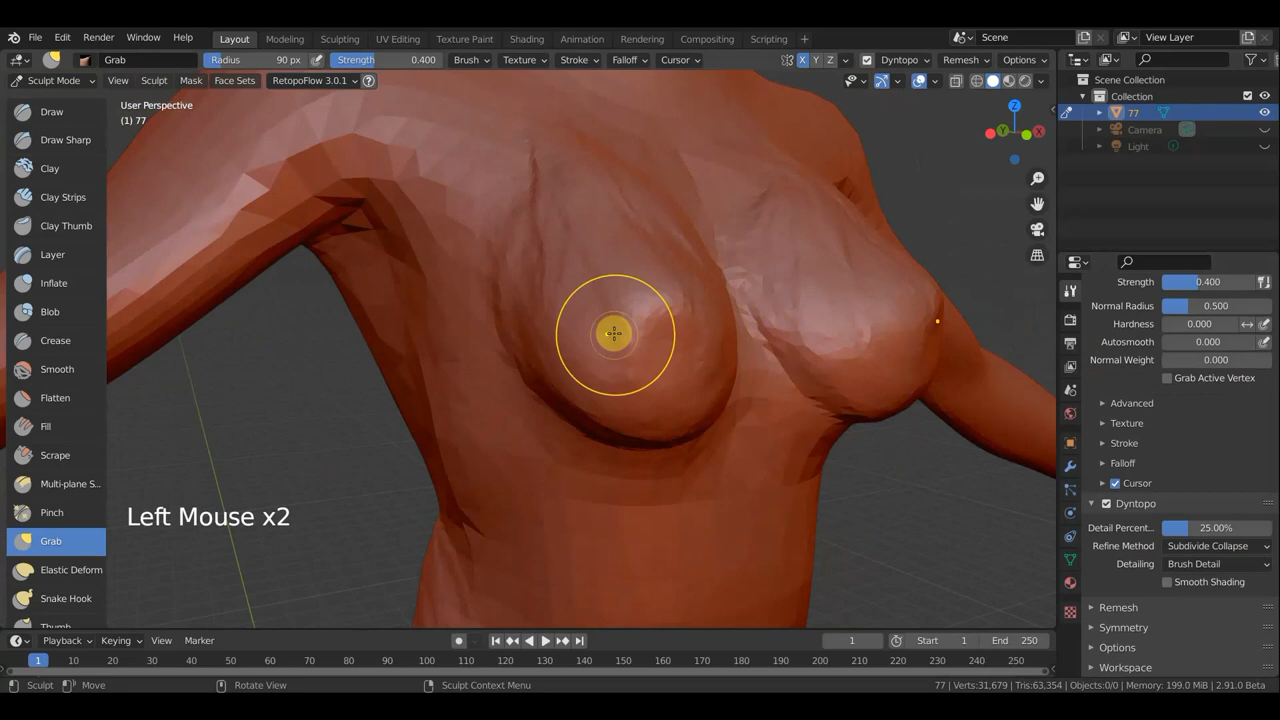 File Edit Render Window Help Layout Modeling Sculpting UV Editing Texture Paint Shading Animation Rendering Compositing Scripting + Scene View Layer
Grab Radius 90 px Strength 0.400 Brush Texture Stroke Falloff Cursor X Y Z Dyntopo Remesh Options
Sculpt Mode View Sculpt Mask Face Sets RetopoFlow 3.0.1 ?
Scene Collection
Collection
77
Camera
Light
User Perspective
(1) 77
Z
Y X
Draw
Draw Sharp
Clay
Clay Strips
Clay Thumb
Layer
Inflate
Blob
Crease
Smooth
Flatten
Fill
Scrape
Multi-plane S...
Pinch
Grab
Elastic Deform
Snake Hook
Thumb
Left Mouse x2
Strength 0.400
Normal Radius 0.500
Hardness 0.000
Autosmooth 0.000
Normal Weight 0.000
Grab Active Vertex
Advanced
Texture
Stroke
Falloff
Cursor
Dyntopo
Detail Percent... 25.00%
Refine Method Subdivide Collapse
Detailing Brush Detail
Smooth Shading
Remesh
Symmetry
Options
Workspace
Playback Keying View Marker 1 Start 1 End 250
1 10 20 30 40 50 60 70 80 90 100 110 120 130 140 150 160 170 180 190 200 210 220 230 240 250
Sculpt Move Rotate View Sculpt Context Menu 77 | Verts:31,679 | Tris:63,354 | Objects:0/0 | Memory: 199.0 MiB | 2.91.0 Beta